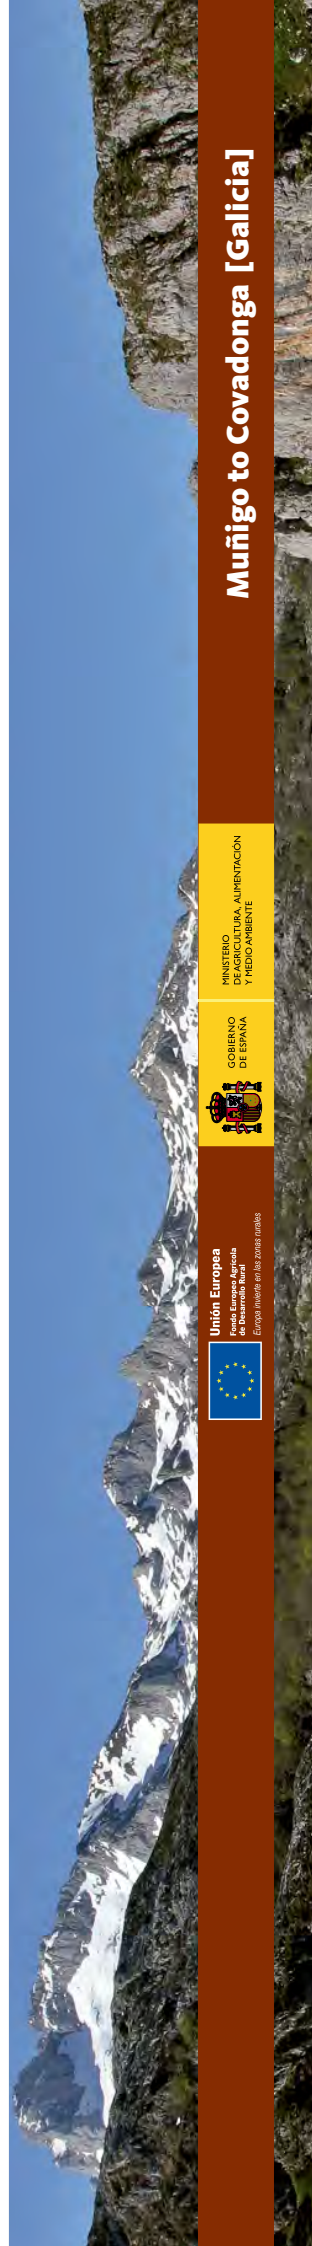 Unión Europea
Fondo Europeo Agrícola
de Desarrollo Rural
Europa invierte en las zonas rurales
GOBIERNO
DE ESPAÑA
MINISTERIO
DE AGRICULTURA, ALIMENTACIÓN
Y MEDIO AMBIENTE
Muñigo to Covadonga [Galicia]